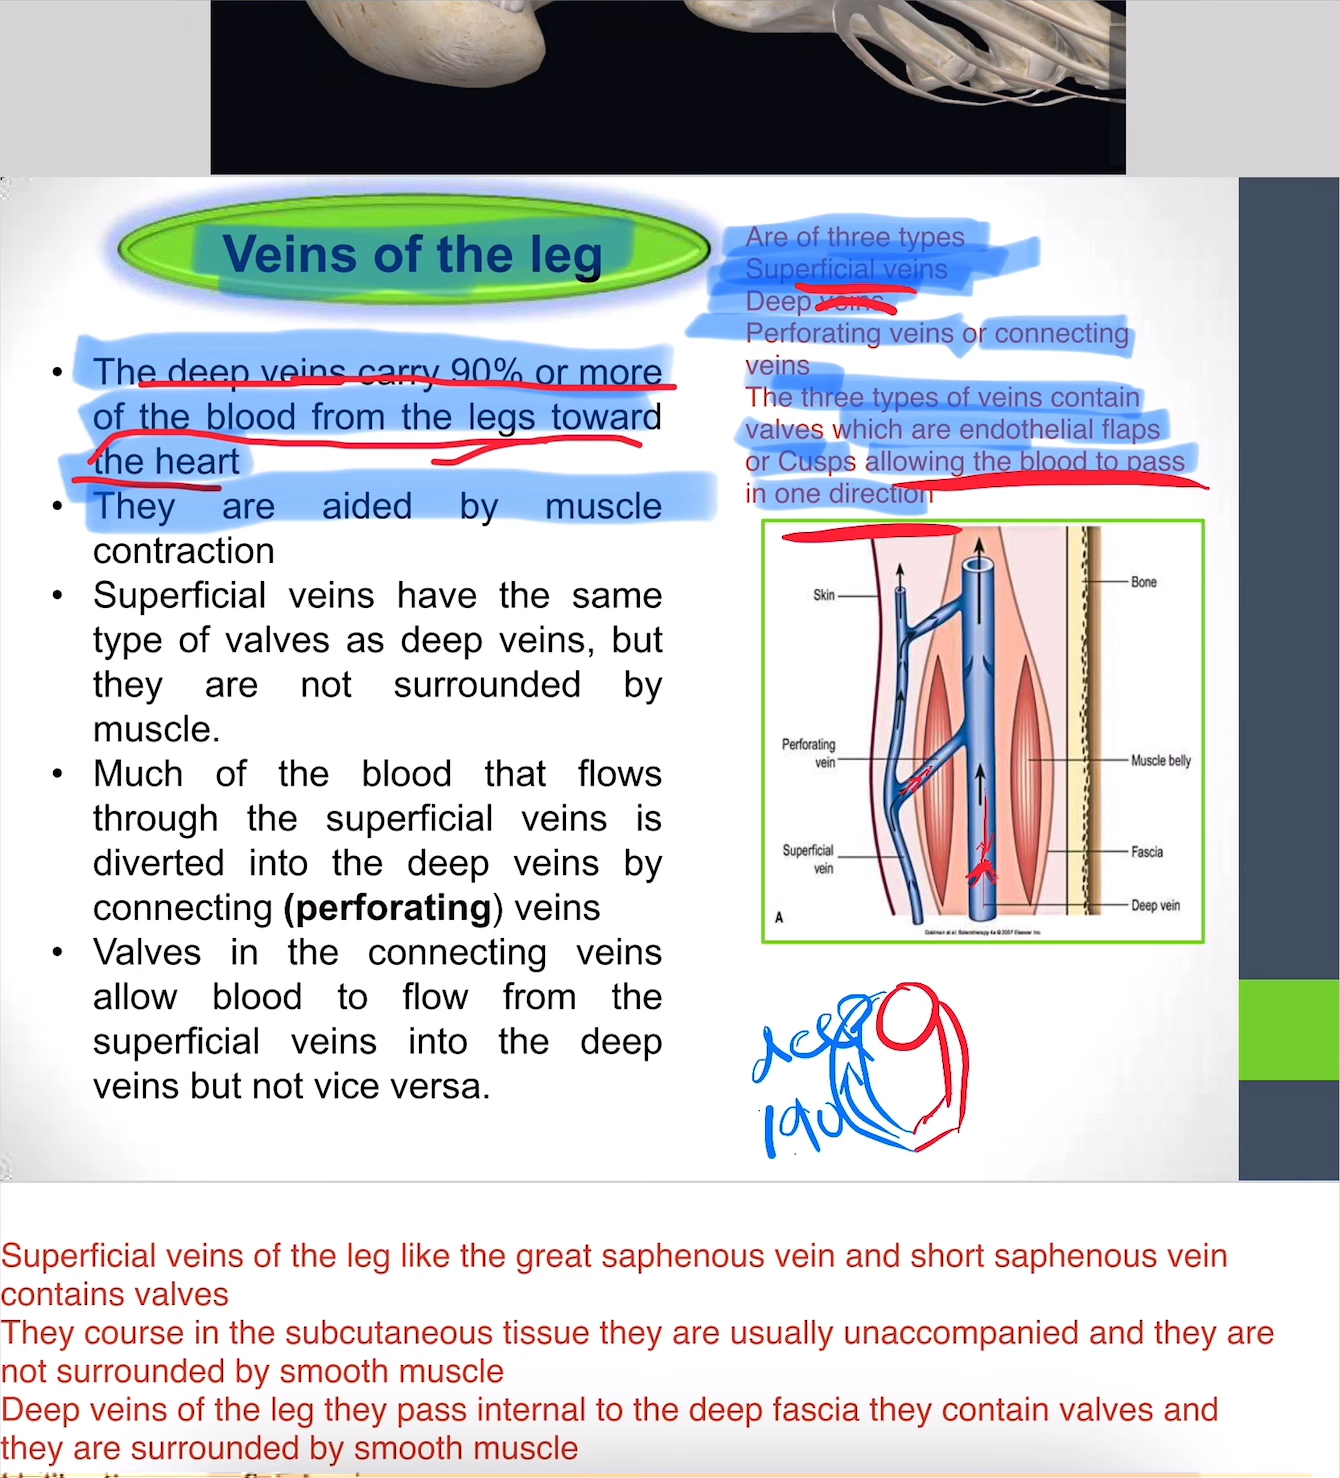 Veins of the leg
• The deep veins carry 90% or more
of the blood from the legs toward
the heart
• They are aided by muscle
contraction
• Superficial veins have the same
type of valves as deep veins, but
they are not surrounded by
muscle.
• Much of the blood that flows
through the superficial veins is
diverted into the deep veins by
connecting (perforating) veins
• Valves in the connecting veins
allow blood to flow from the
superficial veins into the deep
veins but not vice versa.
Are of three types
Superficial veins
Deep veins
Perforating veins or connecting
veins
The three types of veins contain
valves which are endothelial flaps
or Cusps allowing the blood to pass
in one direction
Skin
Bone
Perforating
vein
Muscle belly
Superficial
vein
Fascia
Deep vein
A
Goldman et al: Sclerotherapy 4e © 2007 Elsevier Inc.
Superficial veins of the leg like the great saphenous vein and short saphenous vein
contains valves
They course in the subcutaneous tissue they are usually unaccompanied and they are
not surrounded by smooth muscle
Deep veins of the leg they pass internal to the deep fascia they contain valves and
they are surrounded by smooth muscle